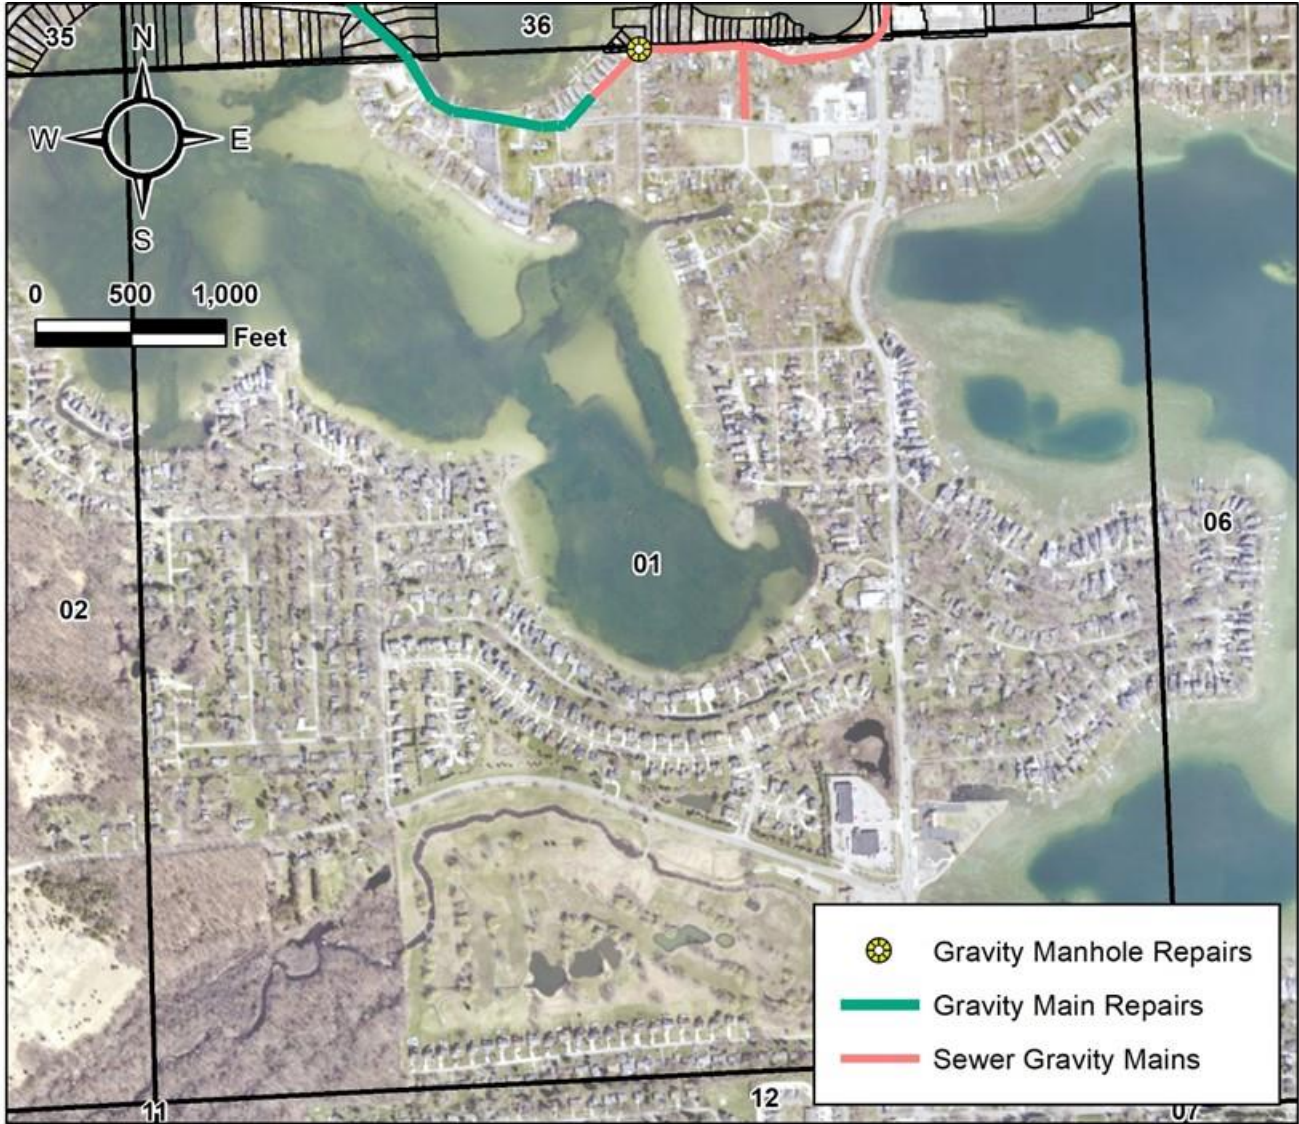 35
36
N
W
E
S
0 500 1,000
Feet
01
02
06
Gravity Manhole Repairs
Gravity Main Repairs
Sewer Gravity Mains
11
12
07